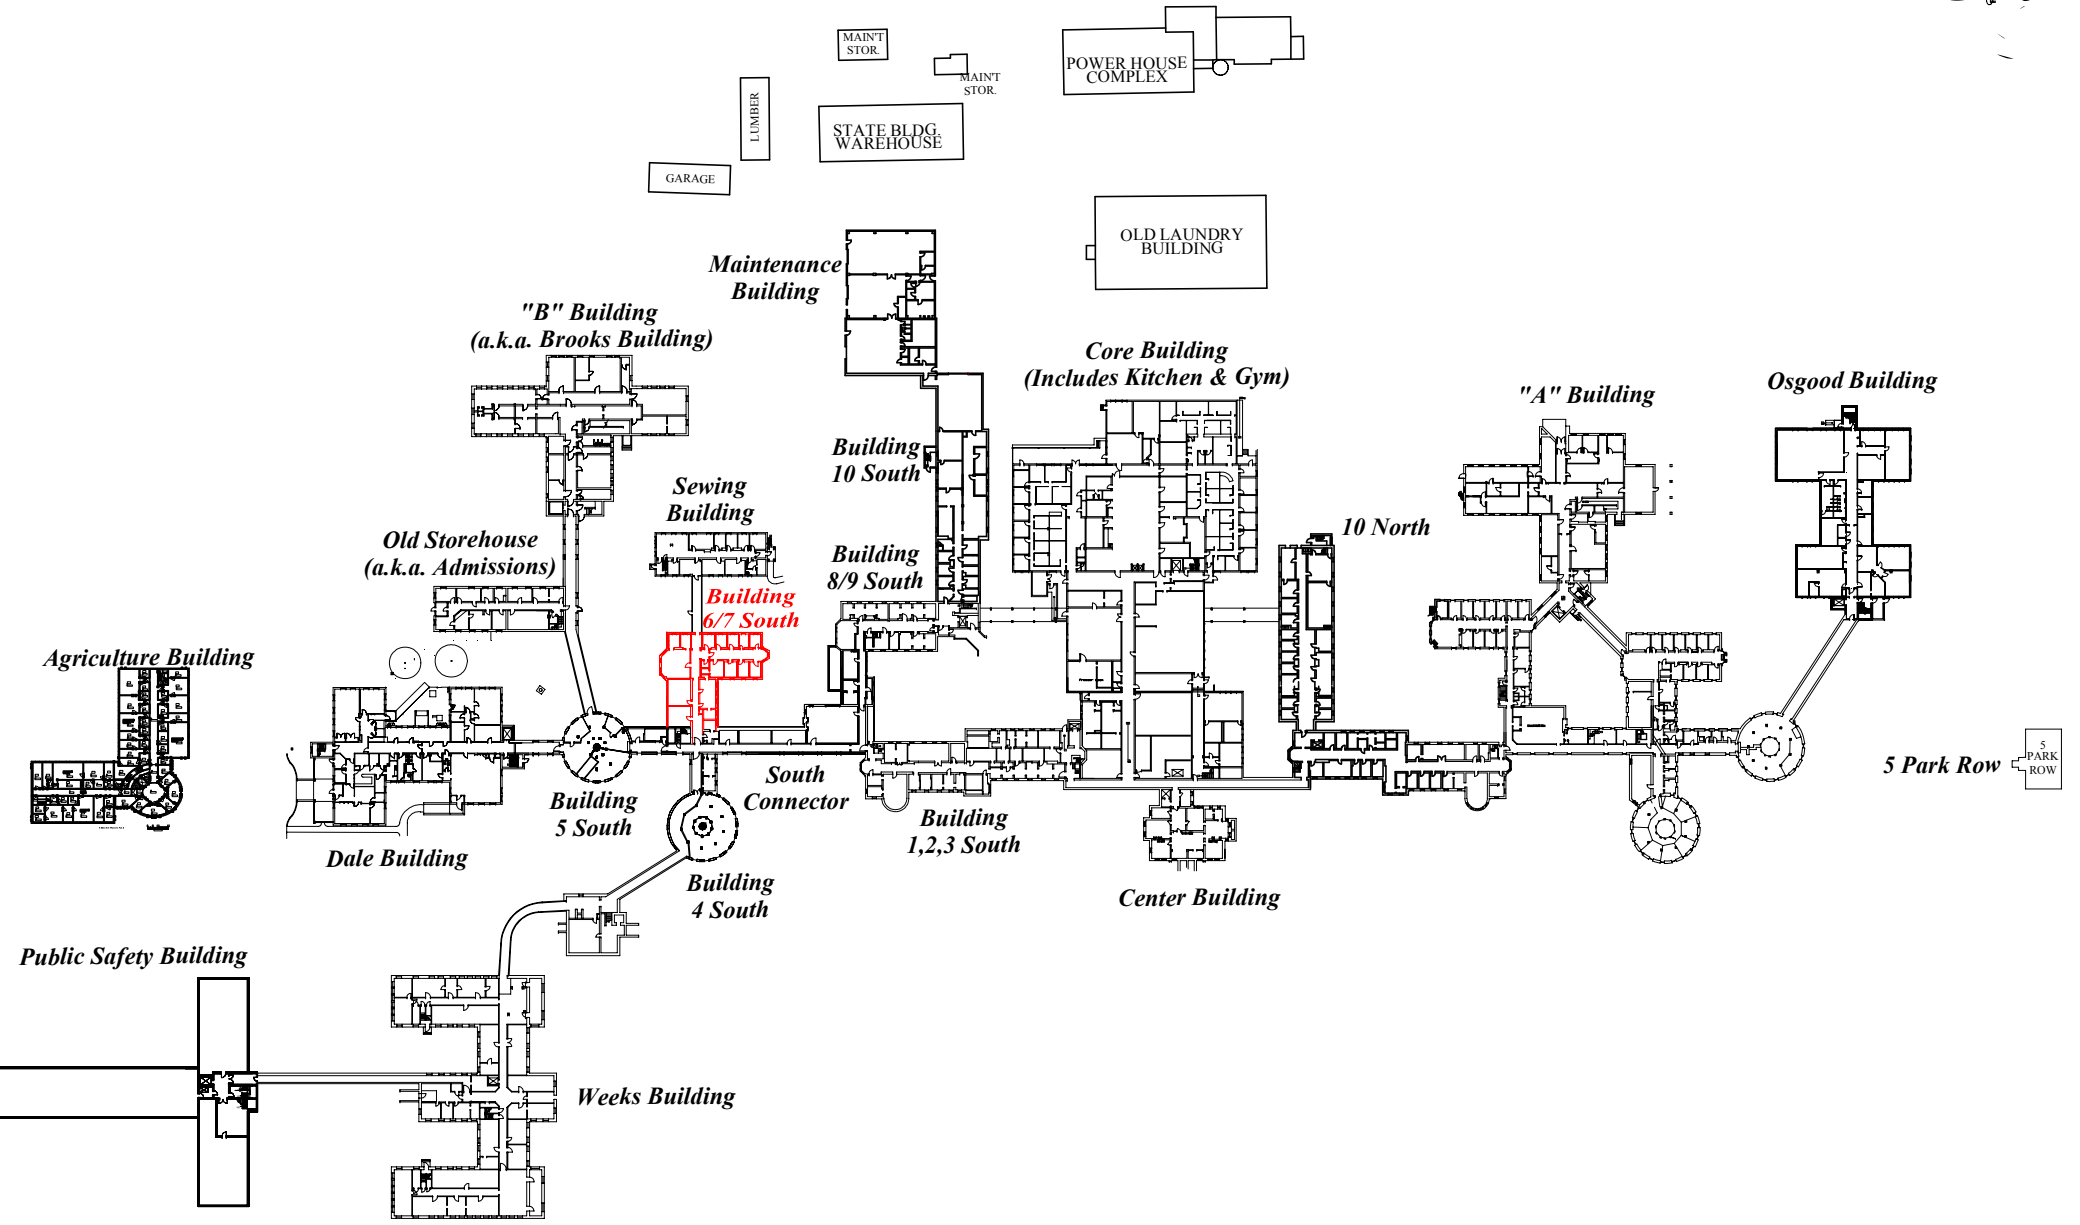 MAIN'T
STOR.
MAIN'T
STOR.
POWER HOUSE
COMPLEX
LUMBER
STATE BLDG.
WAREHOUSE
GARAGE
OLD LAUNDRY
BUILDING
Maintenance
Building
"B" Building
(a.k.a. Brooks Building)
Core Building
(Includes Kitchen & Gym)
"A" Building
Osgood Building
Building
10 South
Sewing
Building
10 North
Old Storehouse
(a.k.a. Admissions)
Building
8/9 South
Building
6/7 South
Agriculture Building
5 Park Row
5
PARK
ROW
South
Connector
Building
5 South
Building
1,2,3 South
Dale Building
Building
4 South
Center Building
Public Safety Building
Weeks Building